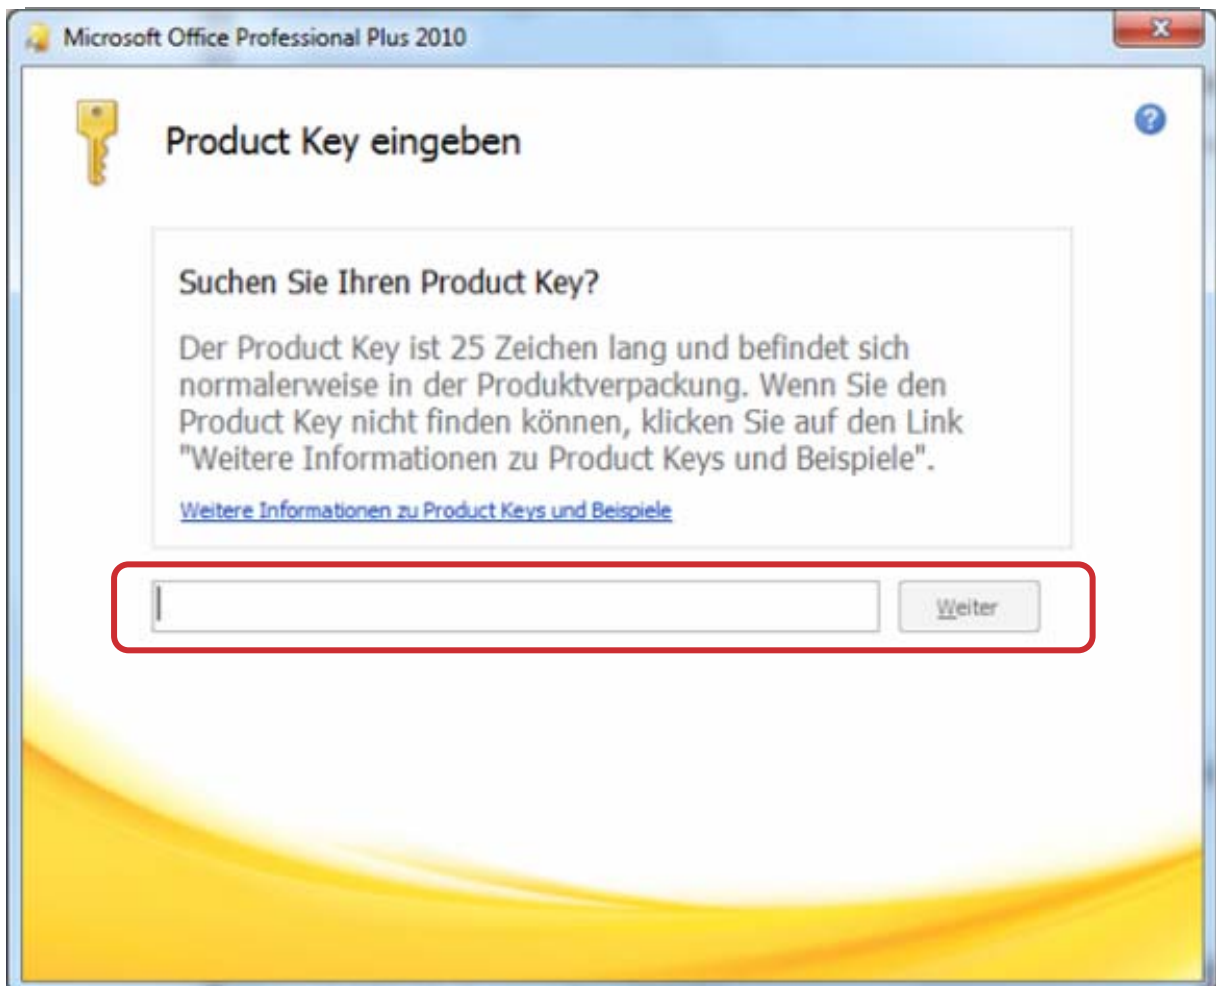 Microsoft Office Professional Plus 2010
x
?
Product Key eingeben
Suchen Sie Ihren Product Key?
Der Product Key ist 25 Zeichen lang und befindet sich
normalerweise in der Produktverpackung. Wenn Sie den
Product Key nicht finden können, klicken Sie auf den Link
"Weitere Informationen zu Product Keys und Beispiele".
Weitere Informationen zu Product Keys und Beispiele
Weiter